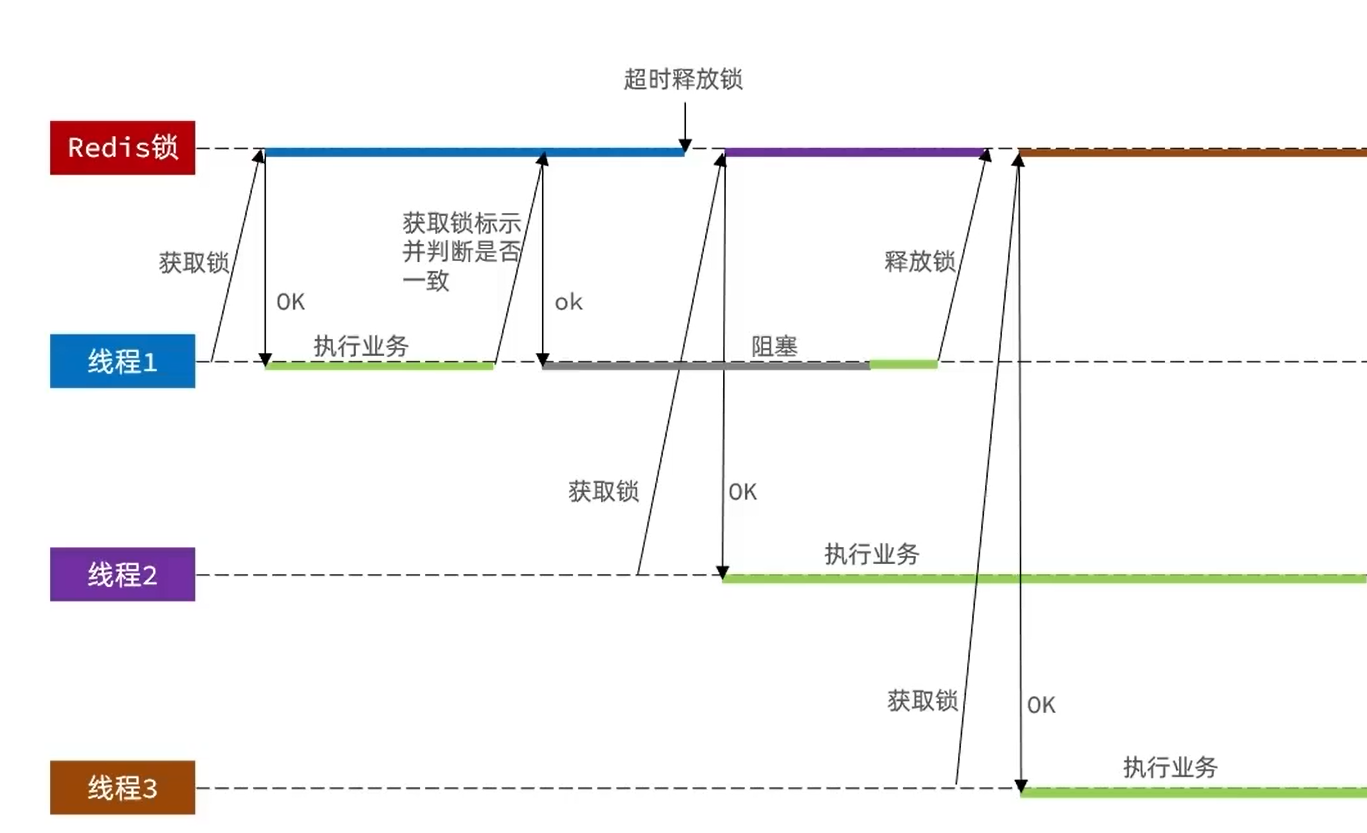 超时释放锁
Redis锁
获取锁标示
并判断是否
一致
获取锁
释放锁
OK
ok
执行业务
阻塞
线程1
获取锁
OK
执行业务
线程2
获取锁
OK
执行业务
线程3